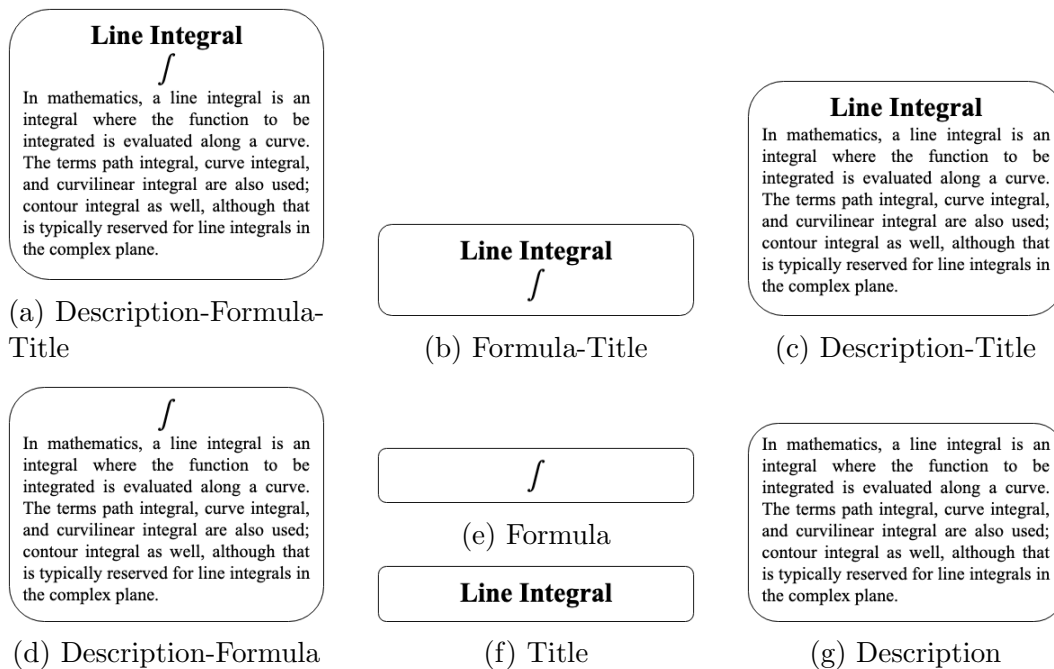 Line Integral
∫
In mathematics, a line integral is an
integral where the function to be
integrated is evaluated along a curve.
The terms path integral, curve integral,
and curvilinear integral are also used;
contour integral as well, although that
is typically reserved for line integrals in
the complex plane.
(a) Description-Formula-
Title
Line Integral
∫
(b) Formula-Title
Line Integral
In mathematics, a line integral is an
integral where the function to be
integrated is evaluated along a curve.
The terms path integral, curve integral,
and curvilinear integral are also used;
contour integral as well, although that
is typically reserved for line integrals in
the complex plane.
(c) Description-Title
∫
In mathematics, a line integral is an
integral where the function to be
integrated is evaluated along a curve.
The terms path integral, curve integral,
and curvilinear integral are also used;
contour integral as well, although that
is typically reserved for line integrals in
the complex plane.
(d) Description-Formula
∫
(e) Formula
Line Integral
(f) Title
In mathematics, a line integral is an
integral where the function to be
integrated is evaluated along a curve.
The terms path integral, curve integral,
and curvilinear integral are also used;
contour integral as well, although that
is typically reserved for line integrals in
the complex plane.
(g) Description